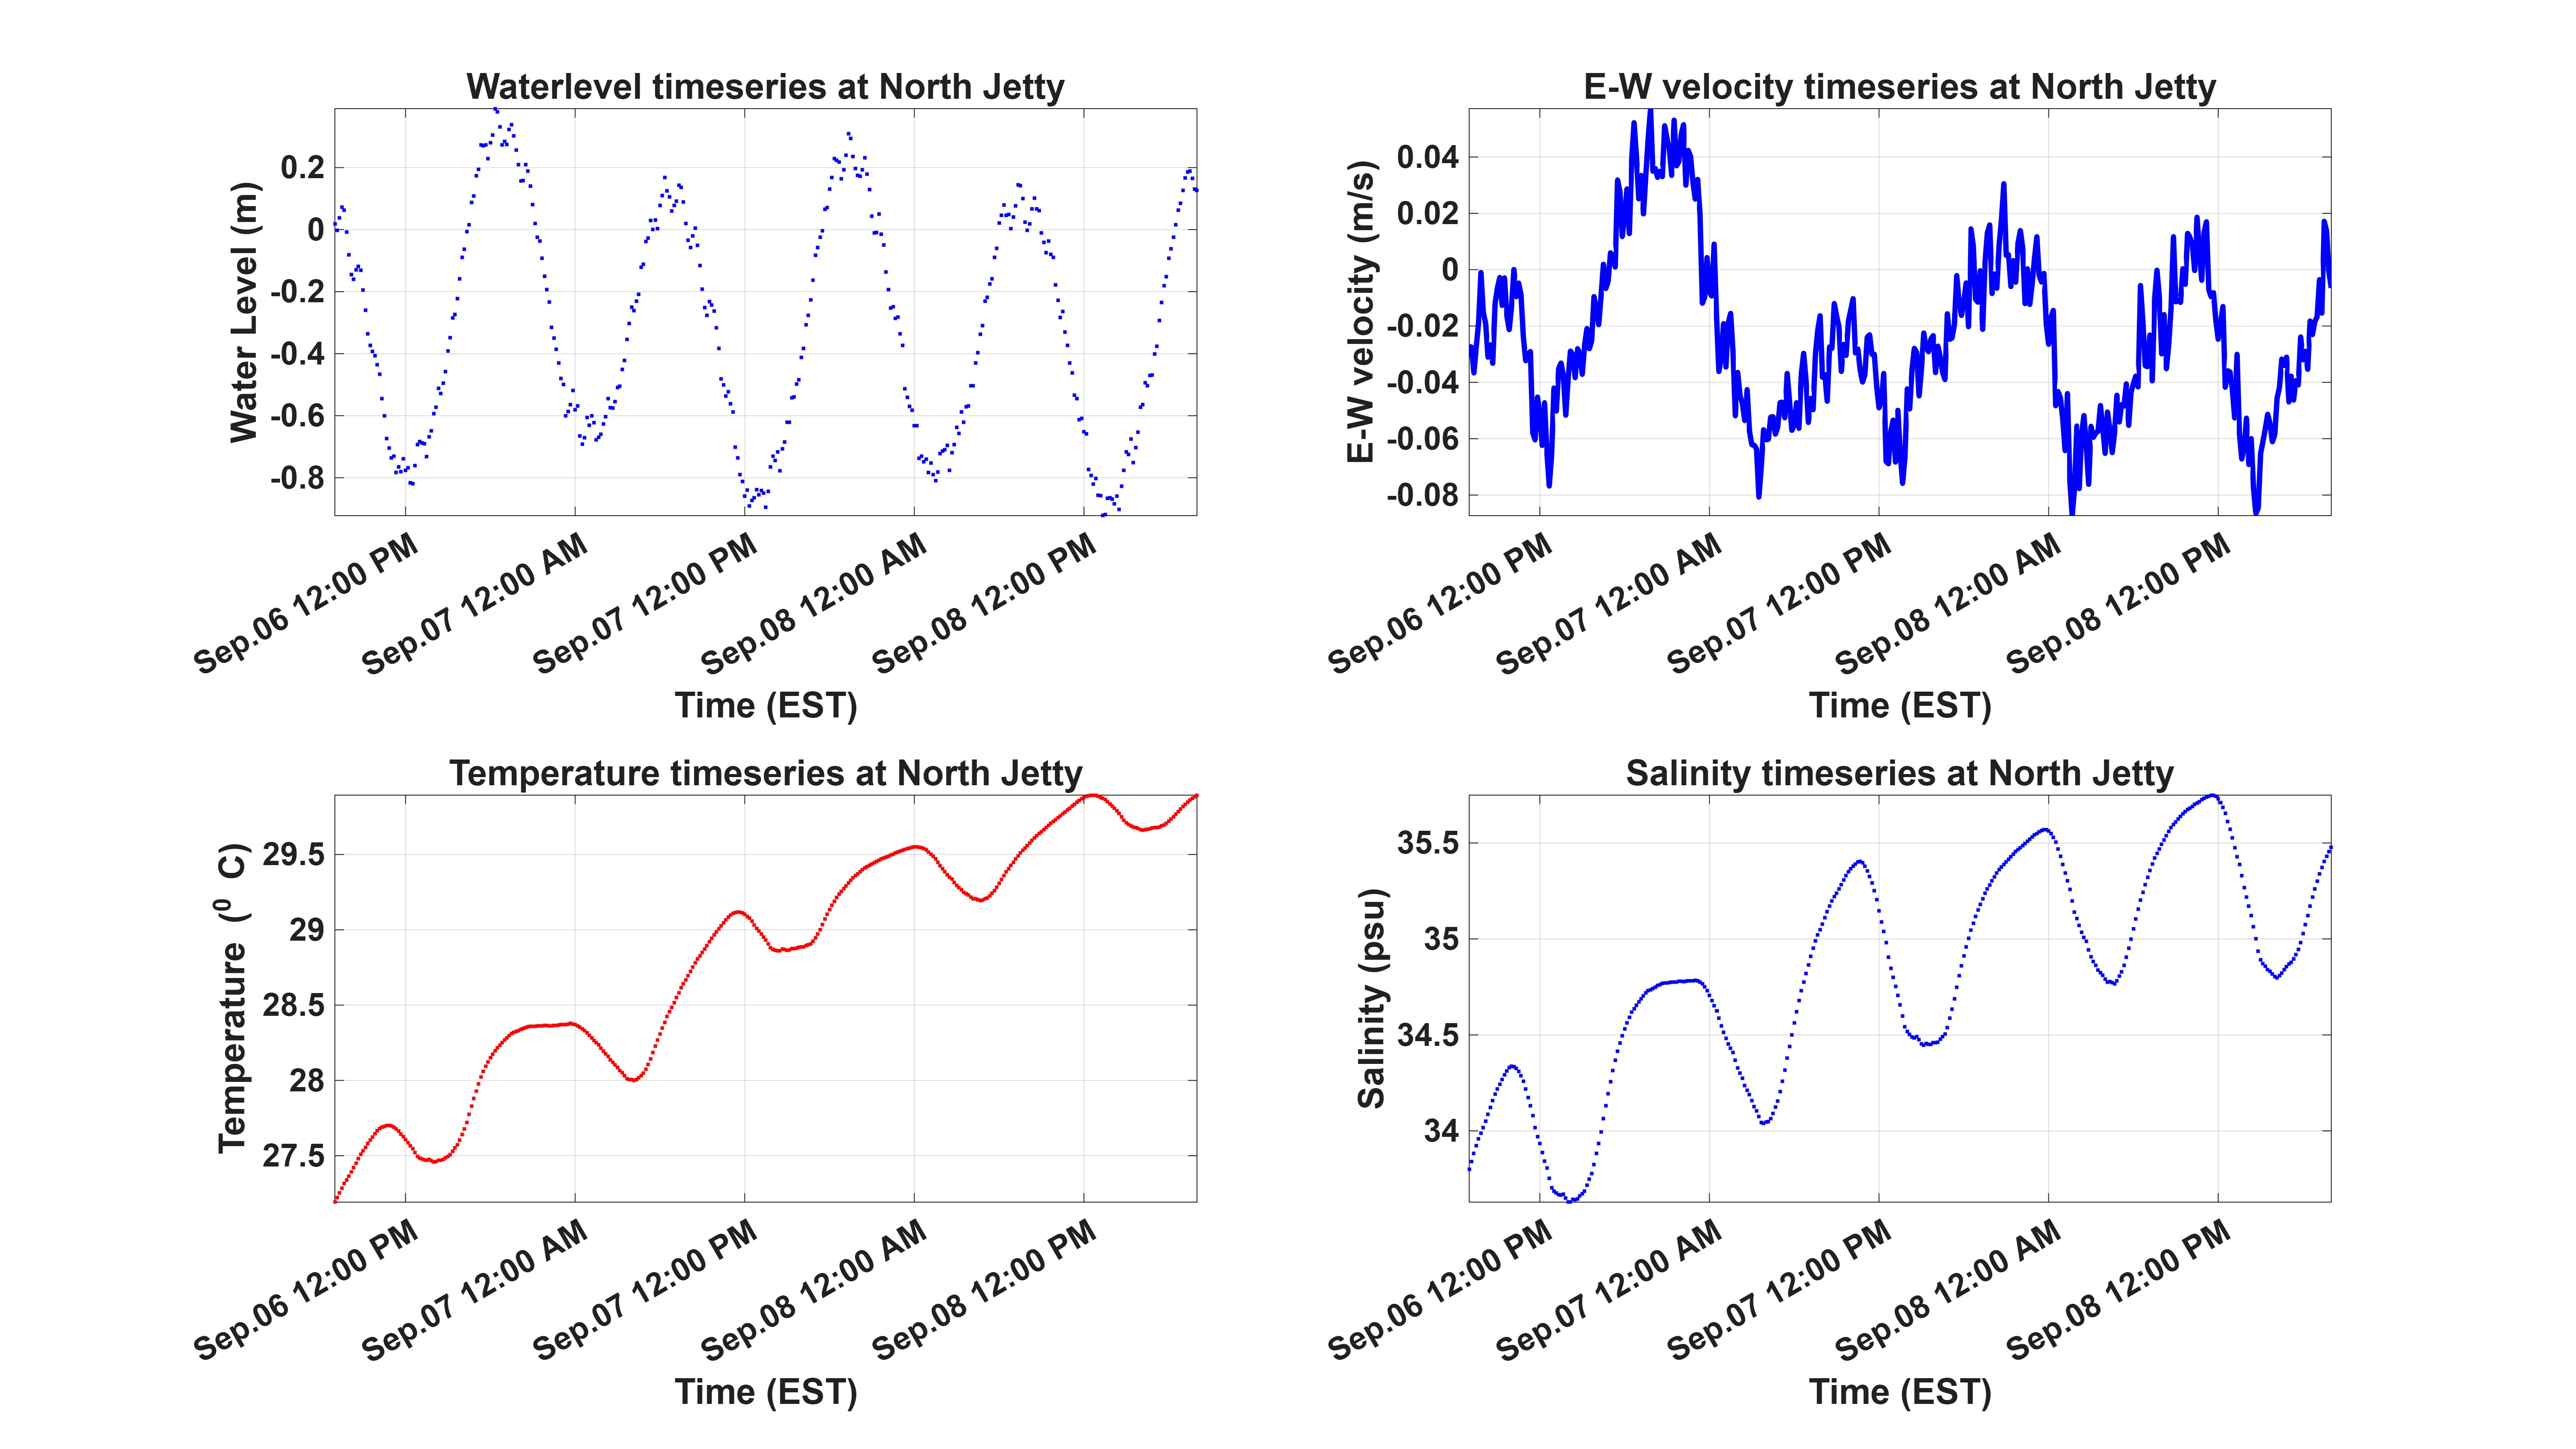 Waterlevel timeseries at North Jetty
Water Level (m)
0.2
0
-0.2
-0.4
-0.6
-0.8
Sep.06 12:00 PM
Sep.07 12:00 AM
Sep.07 12:00 PM
Sep.08 12:00 AM
Sep.08 12:00 PM
Time (EST)
E-W velocity timeseries at North Jetty
E-W velocity (m/s)
0.04
0.02
0
-0.02
-0.04
-0.06
-0.08
Sep.06 12:00 PM
Sep.07 12:00 AM
Sep.07 12:00 PM
Sep.08 12:00 AM
Sep.08 12:00 PM
Time (EST)
Temperature timeseries at North Jetty
Temperature (⁰ C)
29.5
29
28.5
28
27.5
Sep.06 12:00 PM
Sep.07 12:00 AM
Sep.07 12:00 PM
Sep.08 12:00 AM
Sep.08 12:00 PM
Time (EST)
Salinity timeseries at North Jetty
Salinity (psu)
35.5
35
34.5
34
Sep.06 12:00 PM
Sep.07 12:00 AM
Sep.07 12:00 PM
Sep.08 12:00 AM
Sep.08 12:00 PM
Time (EST)